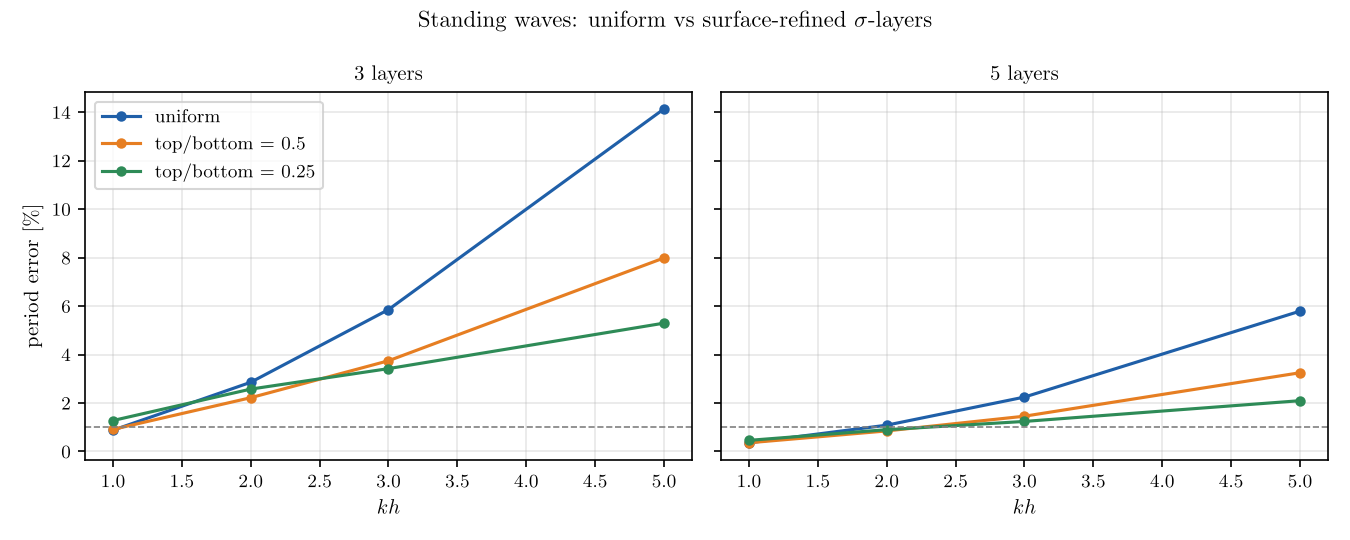 Standing waves: uniform vs surface-refined σ-layers
3 layers
uniform
top/bottom = 0.5
top/bottom = 0.25
period error [%]
14
12
10
8
6
4
2
0
1.0 1.5 2.0 2.5 3.0 3.5 4.0 4.5 5.0
kh
5 layers
1.0 1.5 2.0 2.5 3.0 3.5 4.0 4.5 5.0
kh